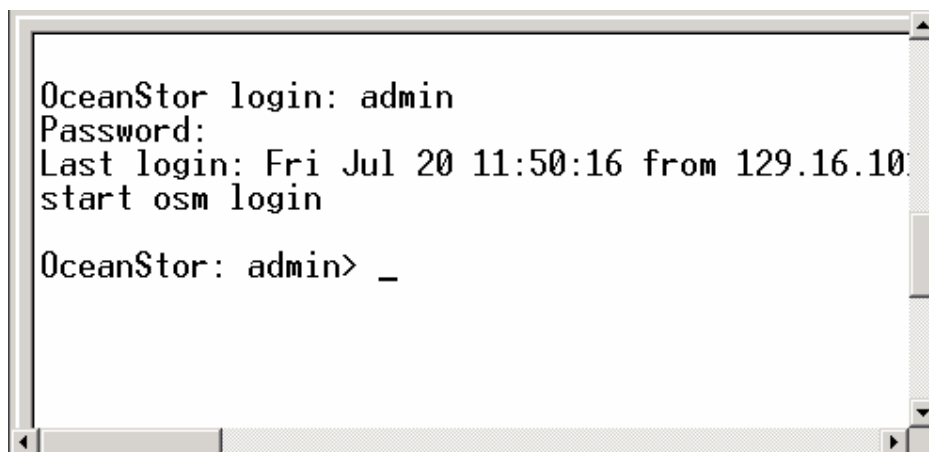 OceanStor login: admin
Password:
Last login: Fri Jul 20 11:50:16 from 129.16.10
start osm login
OceanStor: admin> _